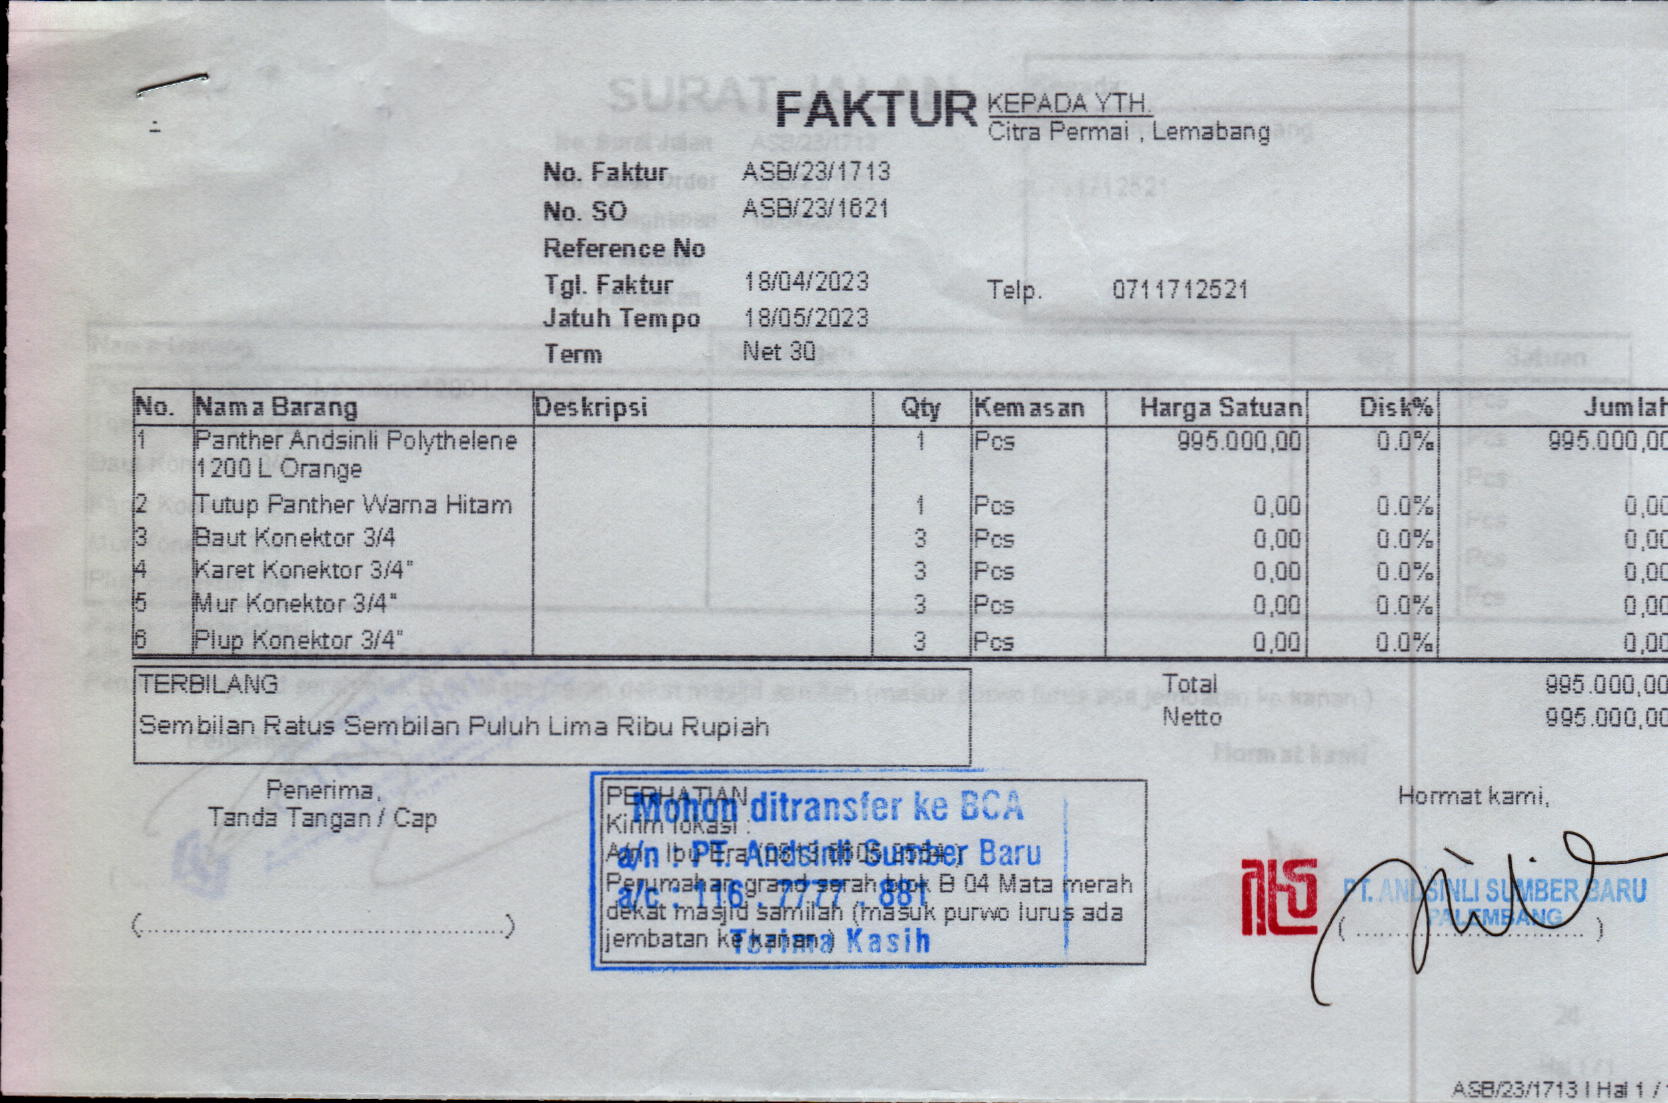 FAKTUR
KEPADA YTH.
Citra Permai , Lemabang
No. Faktur ASB/23/1713
No. SO ASB/23/1621
Reference No
Tgl. Faktur 18/04/2023
Telp. 0711712521
Jatuh Tempo 18/05/2023
Term Net 30
No. Nama Barang Deskripsi Qty Kemasan Harga Satuan Disk% Jumlah
1 Panther Andsinli Polythelene 1 Pcs 995.000,00 0.0% 995.000,00
1200 L Orange
2 Tutup Panther Warna Hitam 1 Pcs 0,00 0.0% 0,00
3 Baut Konektor 3/4 3 Pcs 0,00 0.0% 0,00
4 Karet Konektor 3/4" 3 Pcs 0,00 0.0% 0,00
5 Mur Konektor 3/4" 3 Pcs 0,00 0.0% 0,00
6 Plup Konektor 3/4" 3 Pcs 0,00 0.0% 0,00
TERBILANG
Sembilan Ratus Sembilan Puluh Lima Ribu Rupiah
Total 995.000,00
Netto 995.000,00
Penerima,
Tanda Tangan / Cap
(....................................................)
PERHATIAN
Kirim lokasi :
Ibu Era
Perumahan grand sarah blok B 04 Mata merah
dekat masjid samilah (masuk purwo lurus ada
jembatan ke kanan )
Mohon ditransfer ke BCA
a/n : PT. Andsinli Sumber Baru
a/c : 116 . 7777 . 881
Terima Kasih
Hormat kami,
PT. ANDSINLI SUMBER BARU
PALEMBANG
( ................................. )
ASB/23/1713 | Hal 1 /
SURAT JALAN